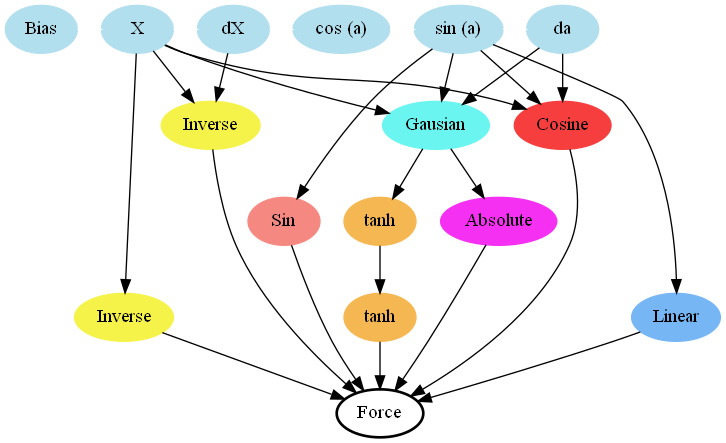 Bias
X
dX
cos (a)
sin (a)
da
Inverse
Gausian
Cosine
Sin
tanh
Absolute
Inverse
tanh
Linear
Force